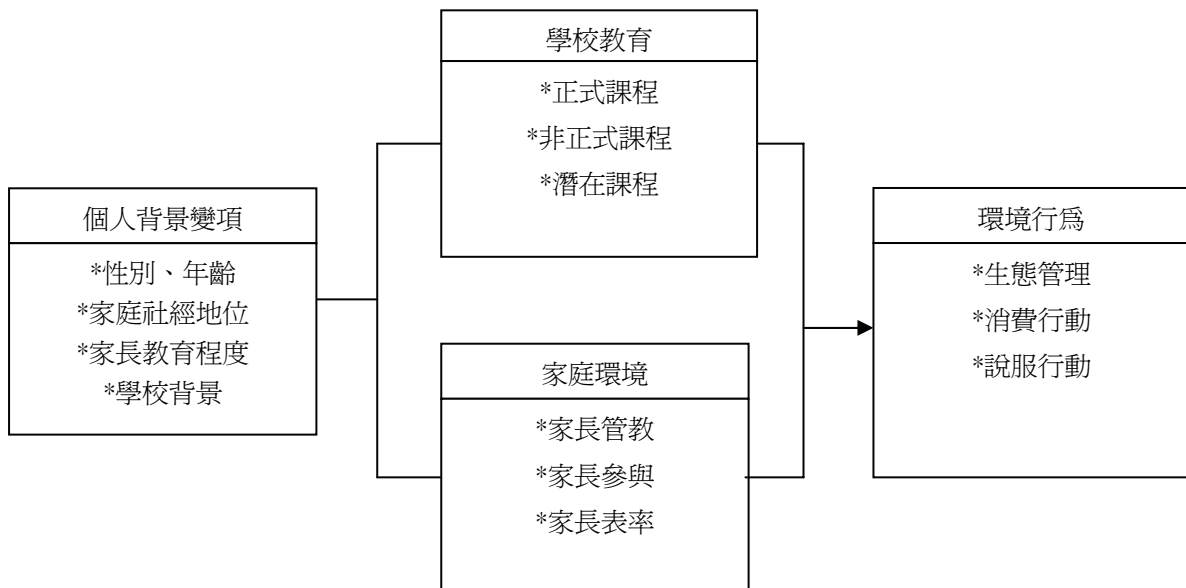 學校教育
*正式課程
*非正式課程
*潛在課程
個人背景變項
*性別、年齡
*家庭社經地位
*家長教育程度
*學校背景
家庭環境
*家長管教
*家長參與
*家長表率
環境行為
*生態管理
*消費行動
*說服行動